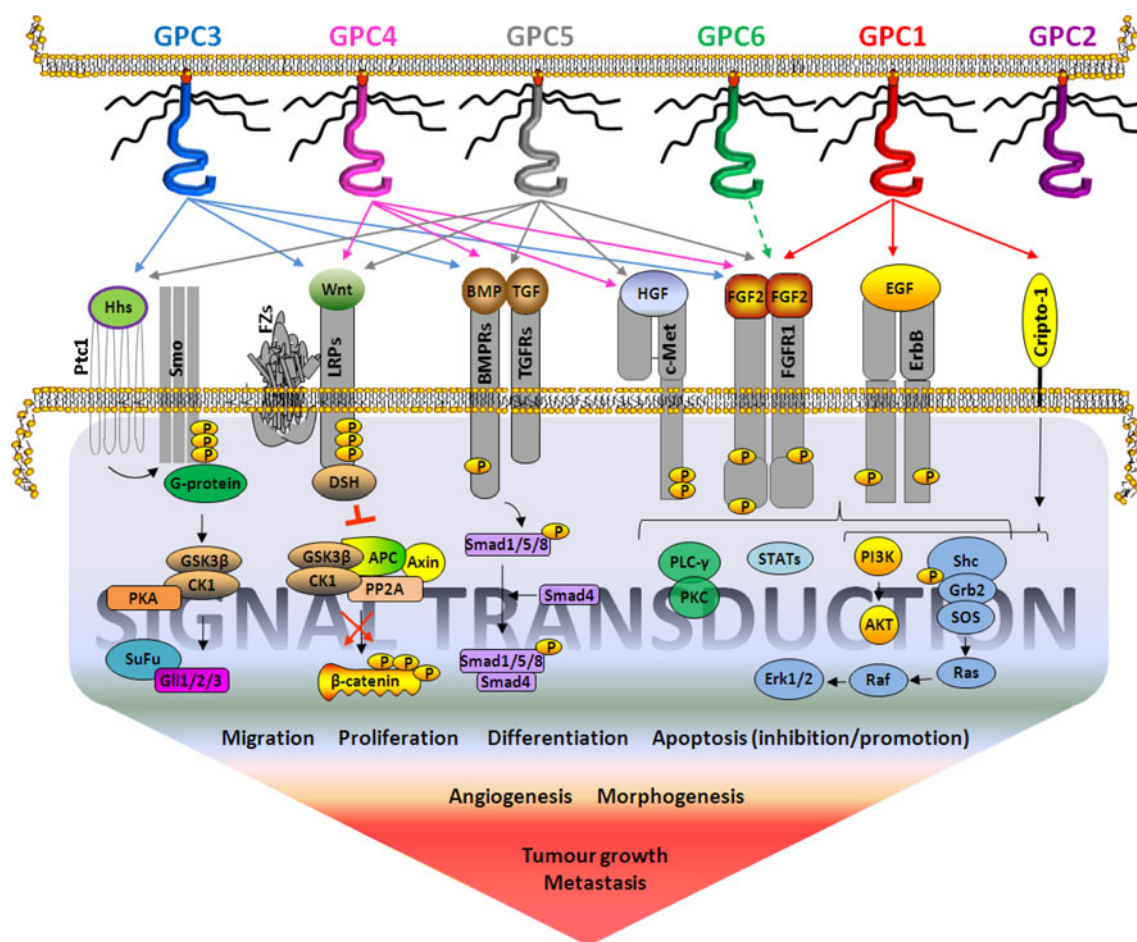 GPC3 GPC4 GPC5 GPC6 GPC1 GPC2
Hhs
Wnt
BMP TGF
HGF
FGF2 FGF2
EGF
Cripto-1
Ptc1
Smo
FZs
LRPs
BMPRs
TGFRs
c-Met
FGFR1
ErbB
P
P
P
P
P
P
P
P
P
P
P
P
P
P
G-protein
DSH
GSK3β
CK1
PKA
SuFu
Gli1/2/3
GSK3β
CK1
APC
Axin
PP2A
P
P
P
β-catenin
Smad1/5/8
P
Smad4
Smad1/5/8
P
Smad4
PLC-γ
PKC
STATs
PI3K
AKT
Shc
P
Grb2
SOS
Ras
Raf
Erk1/2
SIGNAL TRANSDUCTION
Migration Proliferation Differentiation Apoptosis (inhibition/promotion)
Angiogenesis Morphogenesis
Tumour growth
Metastasis